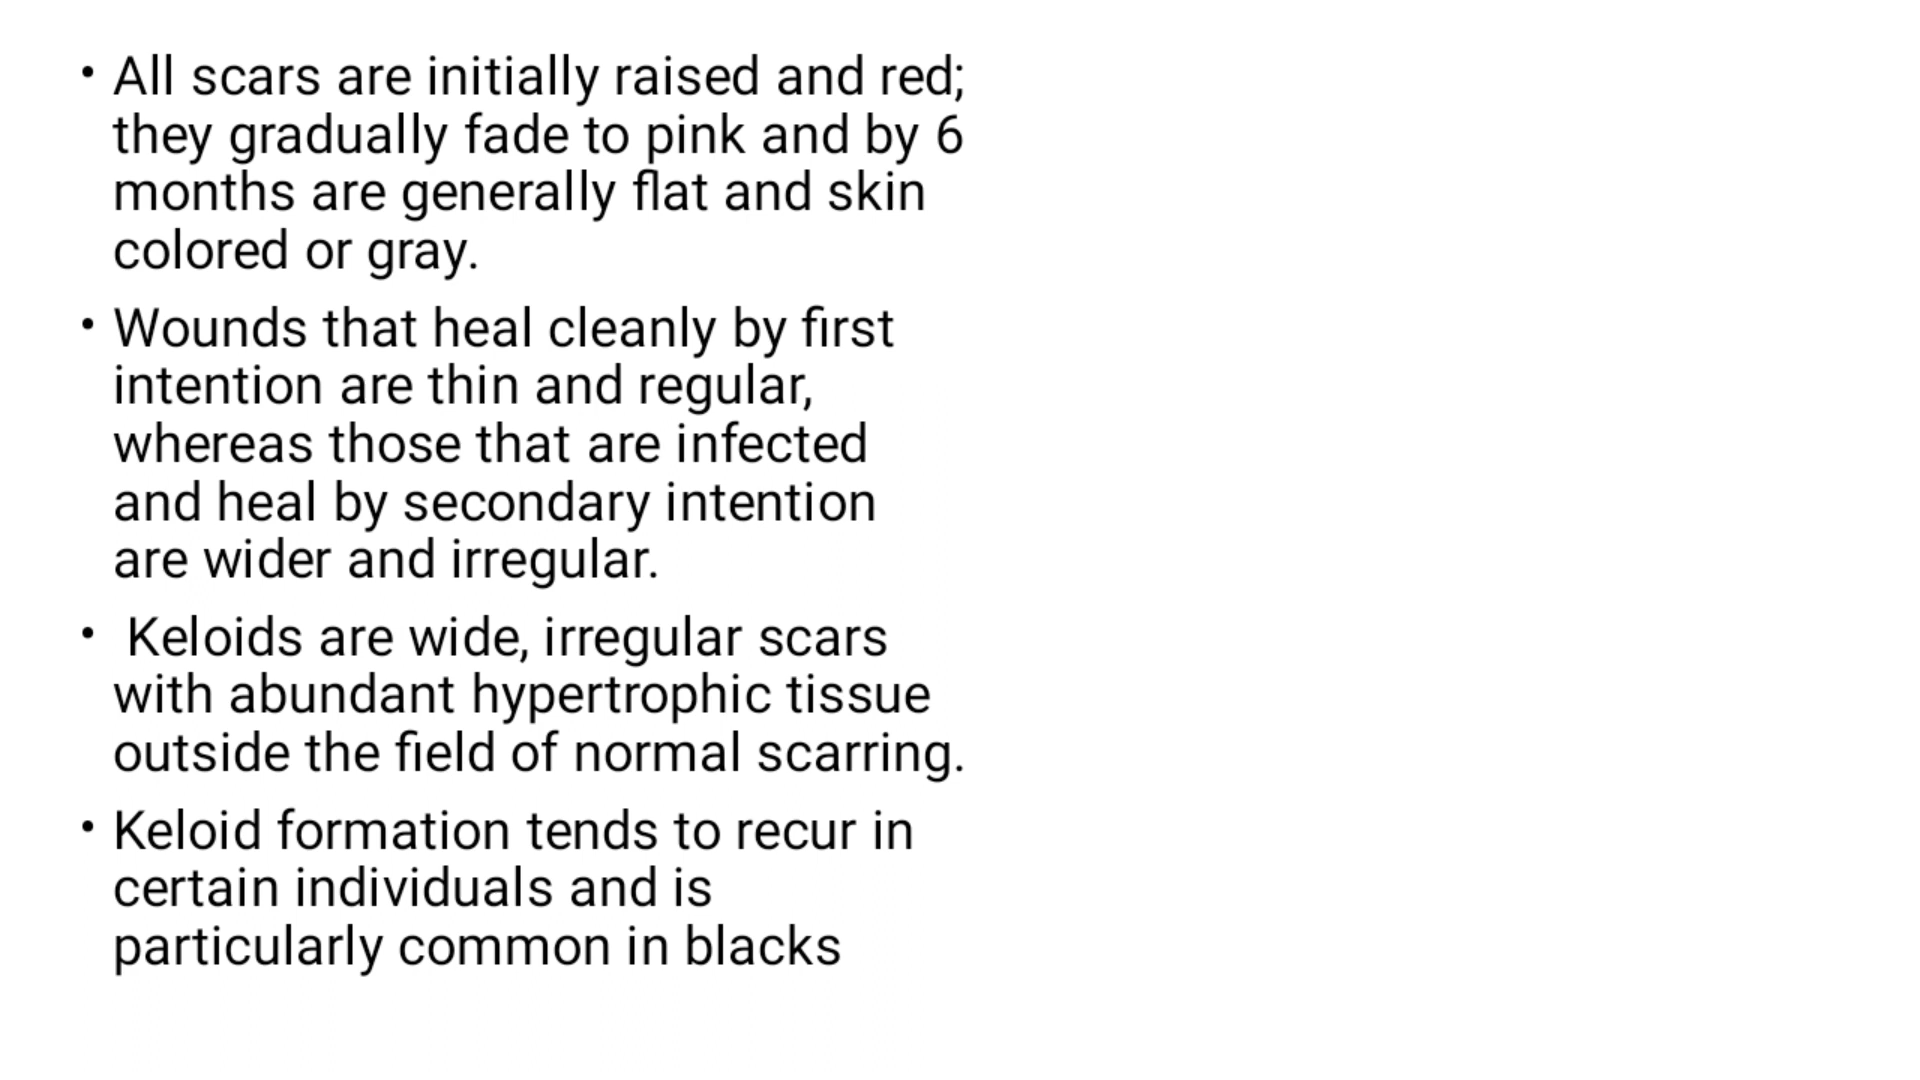 • All scars are initially raised and red;
they gradually fade to pink and by 6
months are generally flat and skin
colored or gray.
• Wounds that heal cleanly by first
intention are thin and regular,
whereas those that are infected
and heal by secondary intention
are wider and irregular.
• Keloids are wide, irregular scars
with abundant hypertrophic tissue
outside the field of normal scarring.
• Keloid formation tends to recur in
certain individuals and is
particularly common in blacks